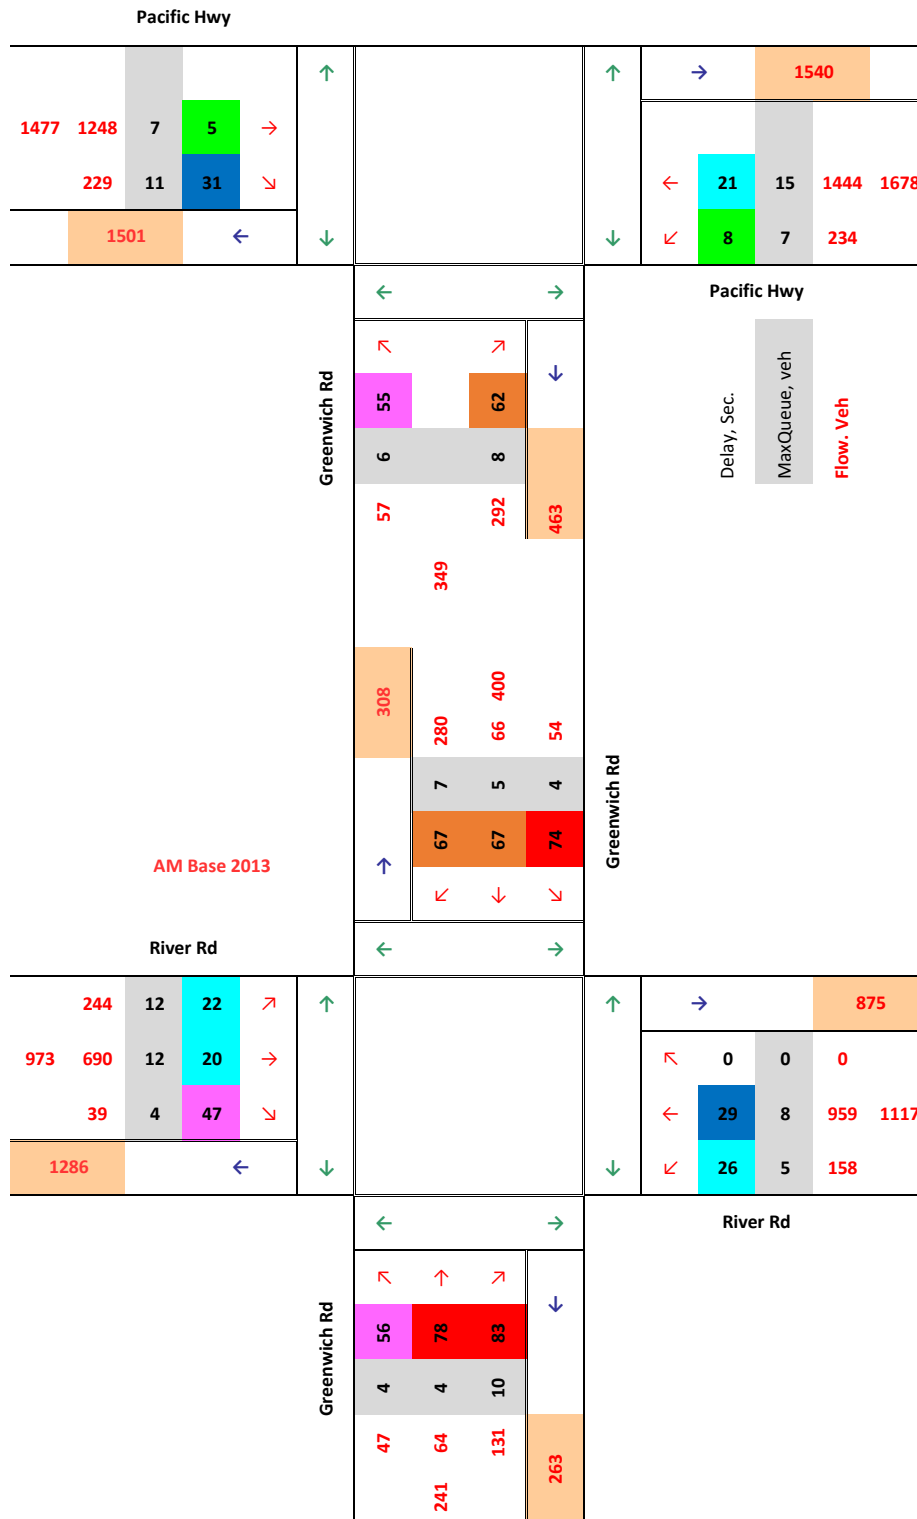 Pacific Hwy
↑ ↑ → 1540
1477 1248 7 5 →
← 21 15 1444 1678
229 11 31 ↘
↙ 8 7 234
1501 ← ↓ ↓
← →
Pacific Hwy
Greenwich Rd
↖ ↗ ↓
55 62
6 8
57 292 463
349
Delay, Sec.
MaxQueue, veh
Flow. Veh
308
400
280 66 54
7 5 4
67 67 74
↑ ↙ ↓ ↘
Greenwich Rd
AM Base 2013
River Rd
← →
244 12 22 ↗ ↑ ↑ → 875
973 690 12 20 →
↖ 0 0 0
39 4 47 ↘
← 29 8 959 1117
1286 ← ↓ ↓ ↙ 26 5 158
← →
River Rd
Greenwich Rd
↖ ↑ ↗ ↓
56 78 83
4 4 10
47 64 131 263
241